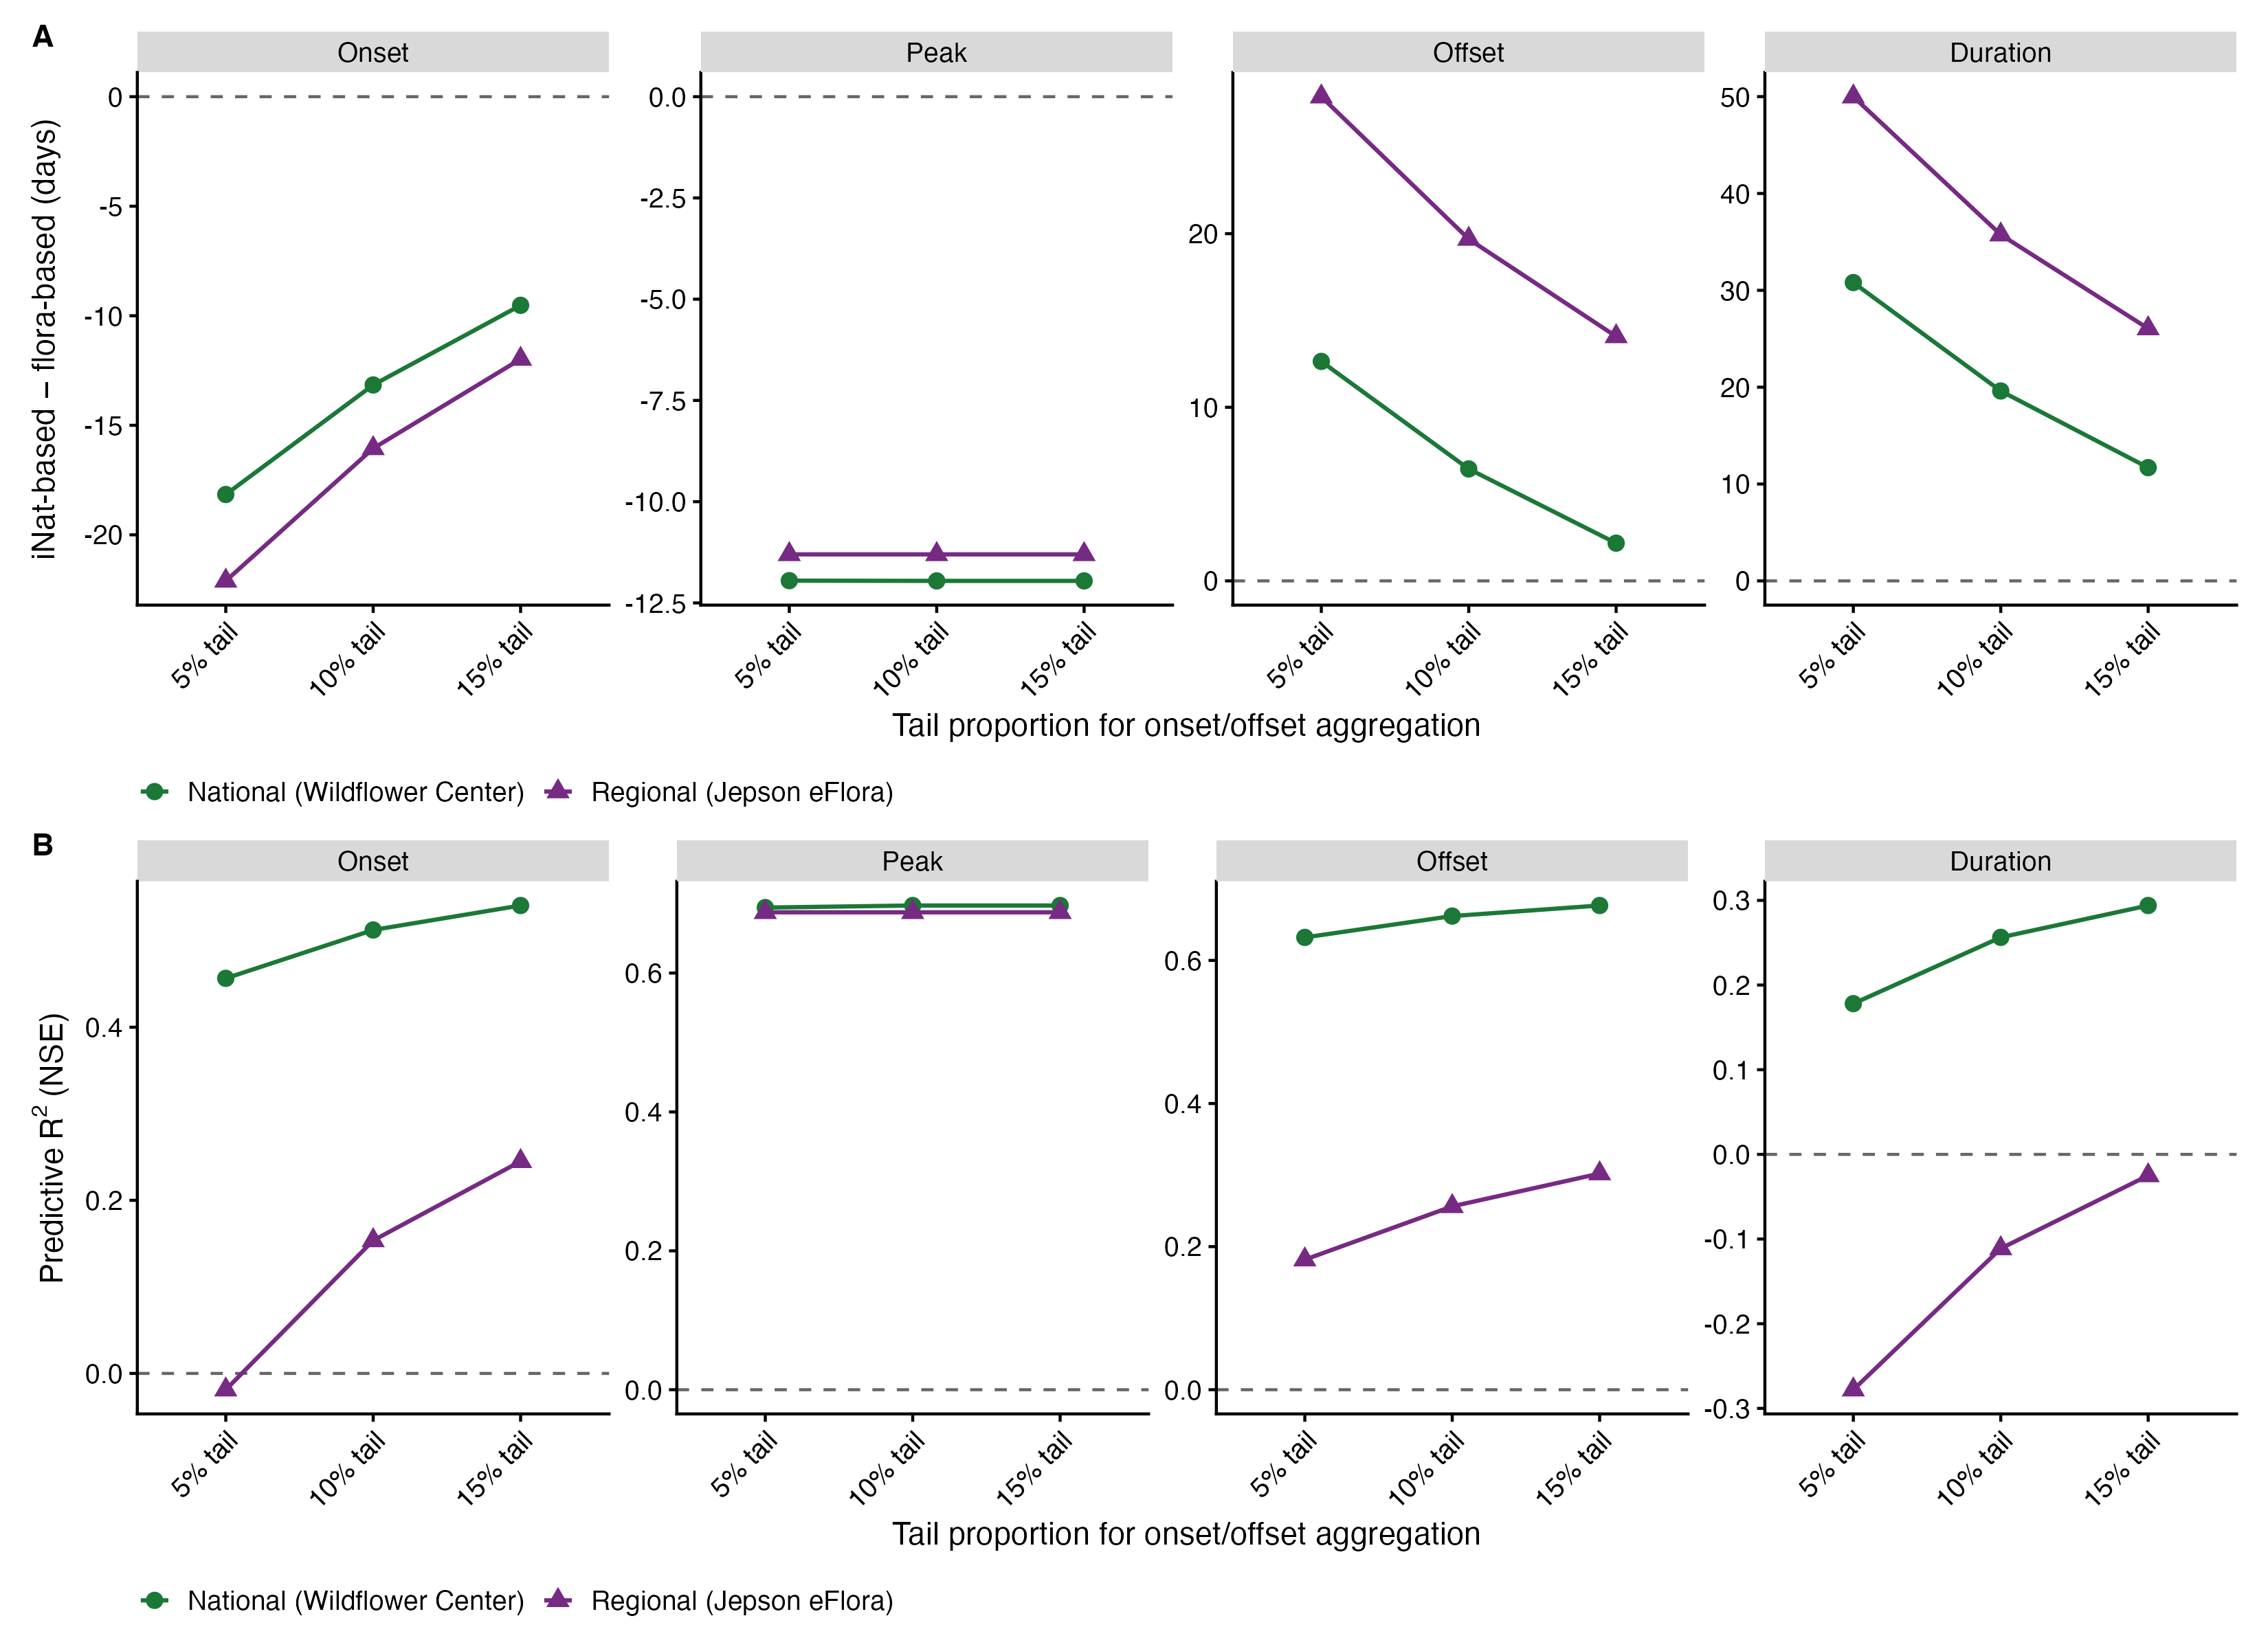 A
Onset
Peak
Offset
Duration
iNat-based − flora-based (days)
0
-5
-10
-15
-20
0.0
-2.5
-5.0
-7.5
-10.0
-12.5
20
10
0
50
40
30
20
10
0
5% tail
10% tail
15% tail
5% tail
10% tail
15% tail
5% tail
10% tail
15% tail
5% tail
10% tail
15% tail
Tail proportion for onset/offset aggregation
National (Wildflower Center) Regional (Jepson eFlora)
B
Onset
Peak
Offset
Duration
Predictive R² (NSE)
0.4
0.2
0.0
0.6
0.4
0.2
0.0
0.6
0.4
0.2
0.0
0.3
0.2
0.1
0.0
-0.1
-0.2
-0.3
5% tail
10% tail
15% tail
5% tail
10% tail
15% tail
5% tail
10% tail
15% tail
5% tail
10% tail
15% tail
Tail proportion for onset/offset aggregation
National (Wildflower Center) Regional (Jepson eFlora)